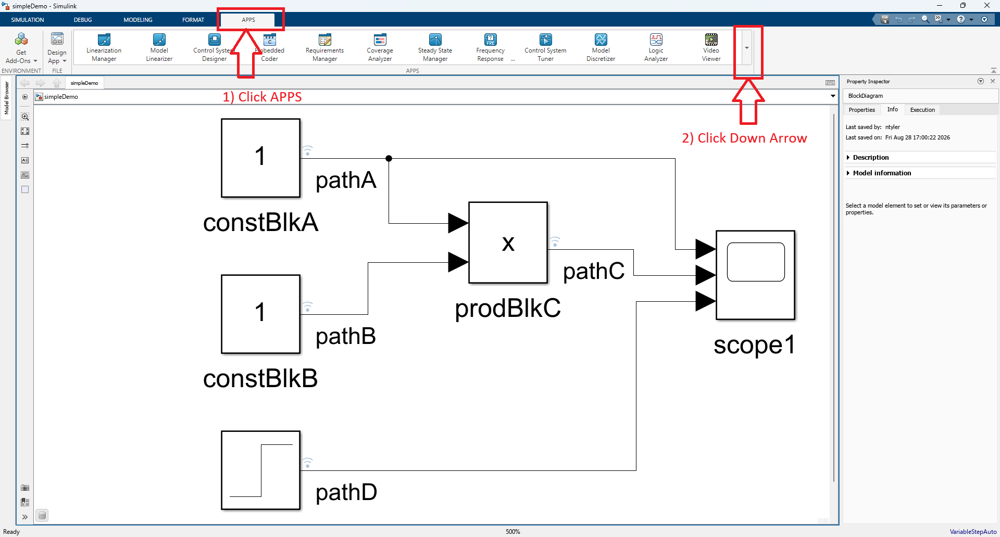 simpleDemo - Simulink
SIMULATION DEBUG MODELING FORMAT APPS
Get Add-Ons
Design App
Linearization Manager
Model Linearizer
Control System Designer
Embedded Coder
Requirements Manager
Coverage Analyzer
Steady State Manager
Frequency Response ...
Control System Tuner
Model Discretizer
Logic Analyzer
Video Viewer
ENVIRONMENT FILE APPS
Model Browser
simpleDemo
simpleDemo
1) Click APPS
2) Click Down Arrow
1
pathA
constBlkA
x
pathC
prodBlkC
1
pathB
constBlkB
scope1
pathD
Property Inspector
BlockDiagram
Properties Info Execution
Last saved by: ntyler
Last saved on: Fri Aug 28 17:00:22 2026
Description
Model information
Select a model element to set or view its parameters or
properties.
Ready 500% VariableStepAuto